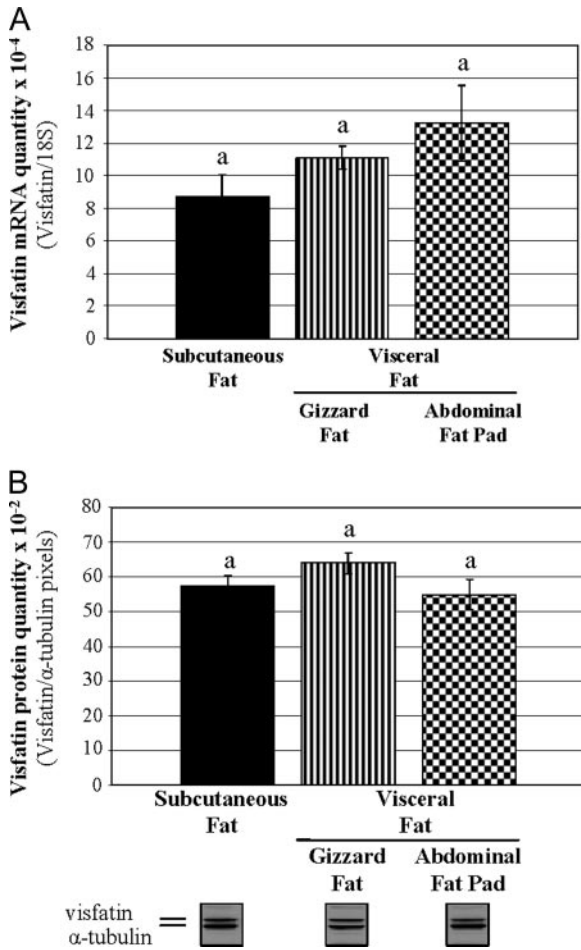 A
Visfatin mRNA quantity x 10⁻⁴
(Visfatin/18S)
18
16
14
12
10
8
6
4
2
0
a
a
a
Subcutaneous
Fat
Visceral
Fat
Gizzard
Fat
Abdominal
Fat Pad
B
Visfatin protein quantity x 10⁻²
(Visfatin/α-tubulin pixels)
80
70
60
50
40
30
20
10
0
a
a
a
Subcutaneous
Fat
Visceral
Fat
Gizzard
Fat
Abdominal
Fat Pad
visfatin
α-tubulin